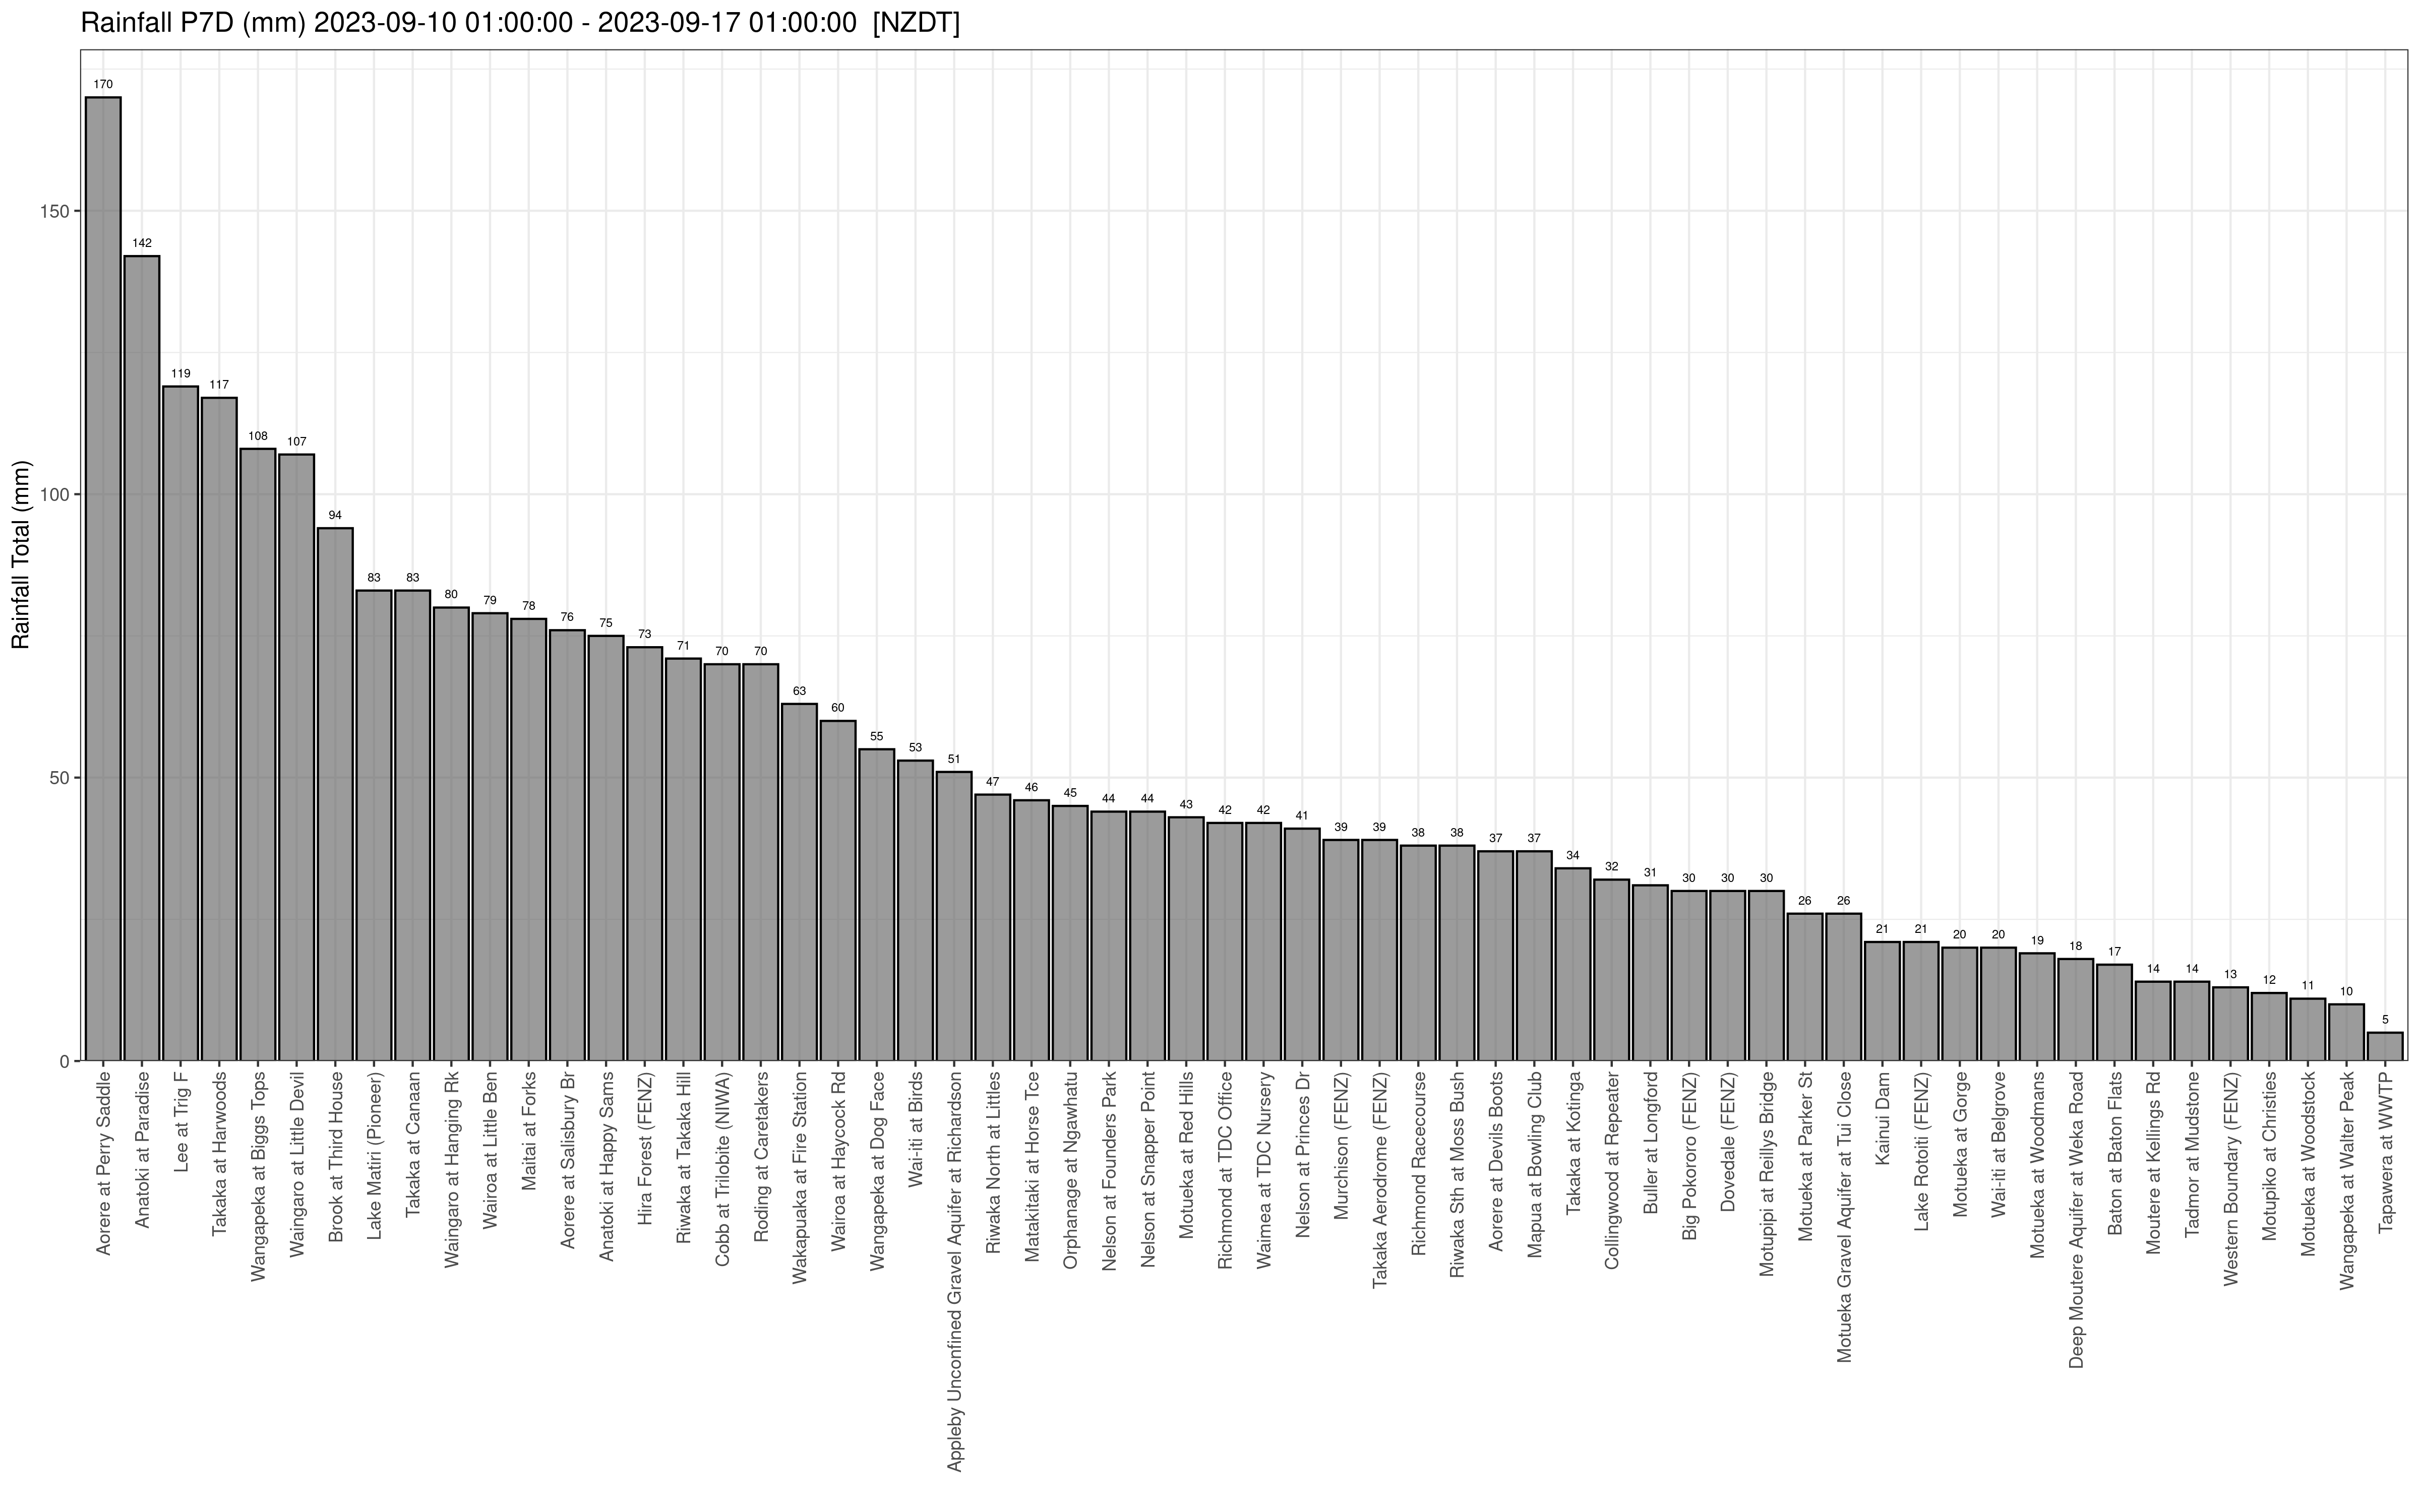 Rainfall P7D (mm) 2023-09-10 01:00:00 - 2023-09-17 01:00:00 [NZDT]
Rainfall Total (mm)
150
100
50
0
170
142
119
117
108
107
94
83
83
80
79
78
76
75
73
71
70
70
63
60
55
53
51
47
46
45
44
44
43
42
42
41
39
39
38
38
37
37
34
32
31
30
30
30
26
26
21
21
20
20
19
18
17
14
14
13
12
11
10
5
Aorere at Perry Saddle
Anatoki at Paradise
Lee at Trig F
Takaka at Harwoods
Wangapeka at Biggs Tops
Waingaro at Little Devil
Brook at Third House
Lake Matiri (Pioneer)
Takaka at Canaan
Waingaro at Hanging Rk
Wairoa at Little Ben
Maitai at Forks
Aorere at Salisbury Br
Anatoki at Happy Sams
Hira Forest (FENZ)
Riwaka at Takaka Hill
Cobb at Trilobite (NIWA)
Roding at Caretakers
Wakapuaka at Fire Station
Wairoa at Haycock Rd
Wangapeka at Dog Face
Wai-iti at Birds
Appleby Unconfined Gravel Aquifer at Richardson
Riwaka North at Littles
Matakitaki at Horse Tce
Orphanage at Ngawhatu
Nelson at Founders Park
Nelson at Snapper Point
Motueka at Red Hills
Richmond at TDC Office
Waimea at TDC Nursery
Nelson at Princes Dr
Murchison (FENZ)
Takaka Aerodrome (FENZ)
Richmond Racecourse
Riwaka Sth at Moss Bush
Aorere at Devils Boots
Mapua at Bowling Club
Takaka at Kotinga
Collingwood at Repeater
Buller at Longford
Big Pokororo (FENZ)
Dovedale (FENZ)
Motupipi at Reillys Bridge
Motueka at Parker St
Motueka Gravel Aquifer at Tui Close
Kainui Dam
Lake Rotoiti (FENZ)
Motueka at Gorge
Wai-iti at Belgrove
Motueka at Woodmans
Deep Moutere Aquifer at Weka Road
Baton at Baton Flats
Moutere at Kellings Rd
Tadmor at Mudstone
Western Boundary (FENZ)
Motupiko at Christies
Motueka at Woodstock
Wangapeka at Walter Peak
Tapawera at WWTP